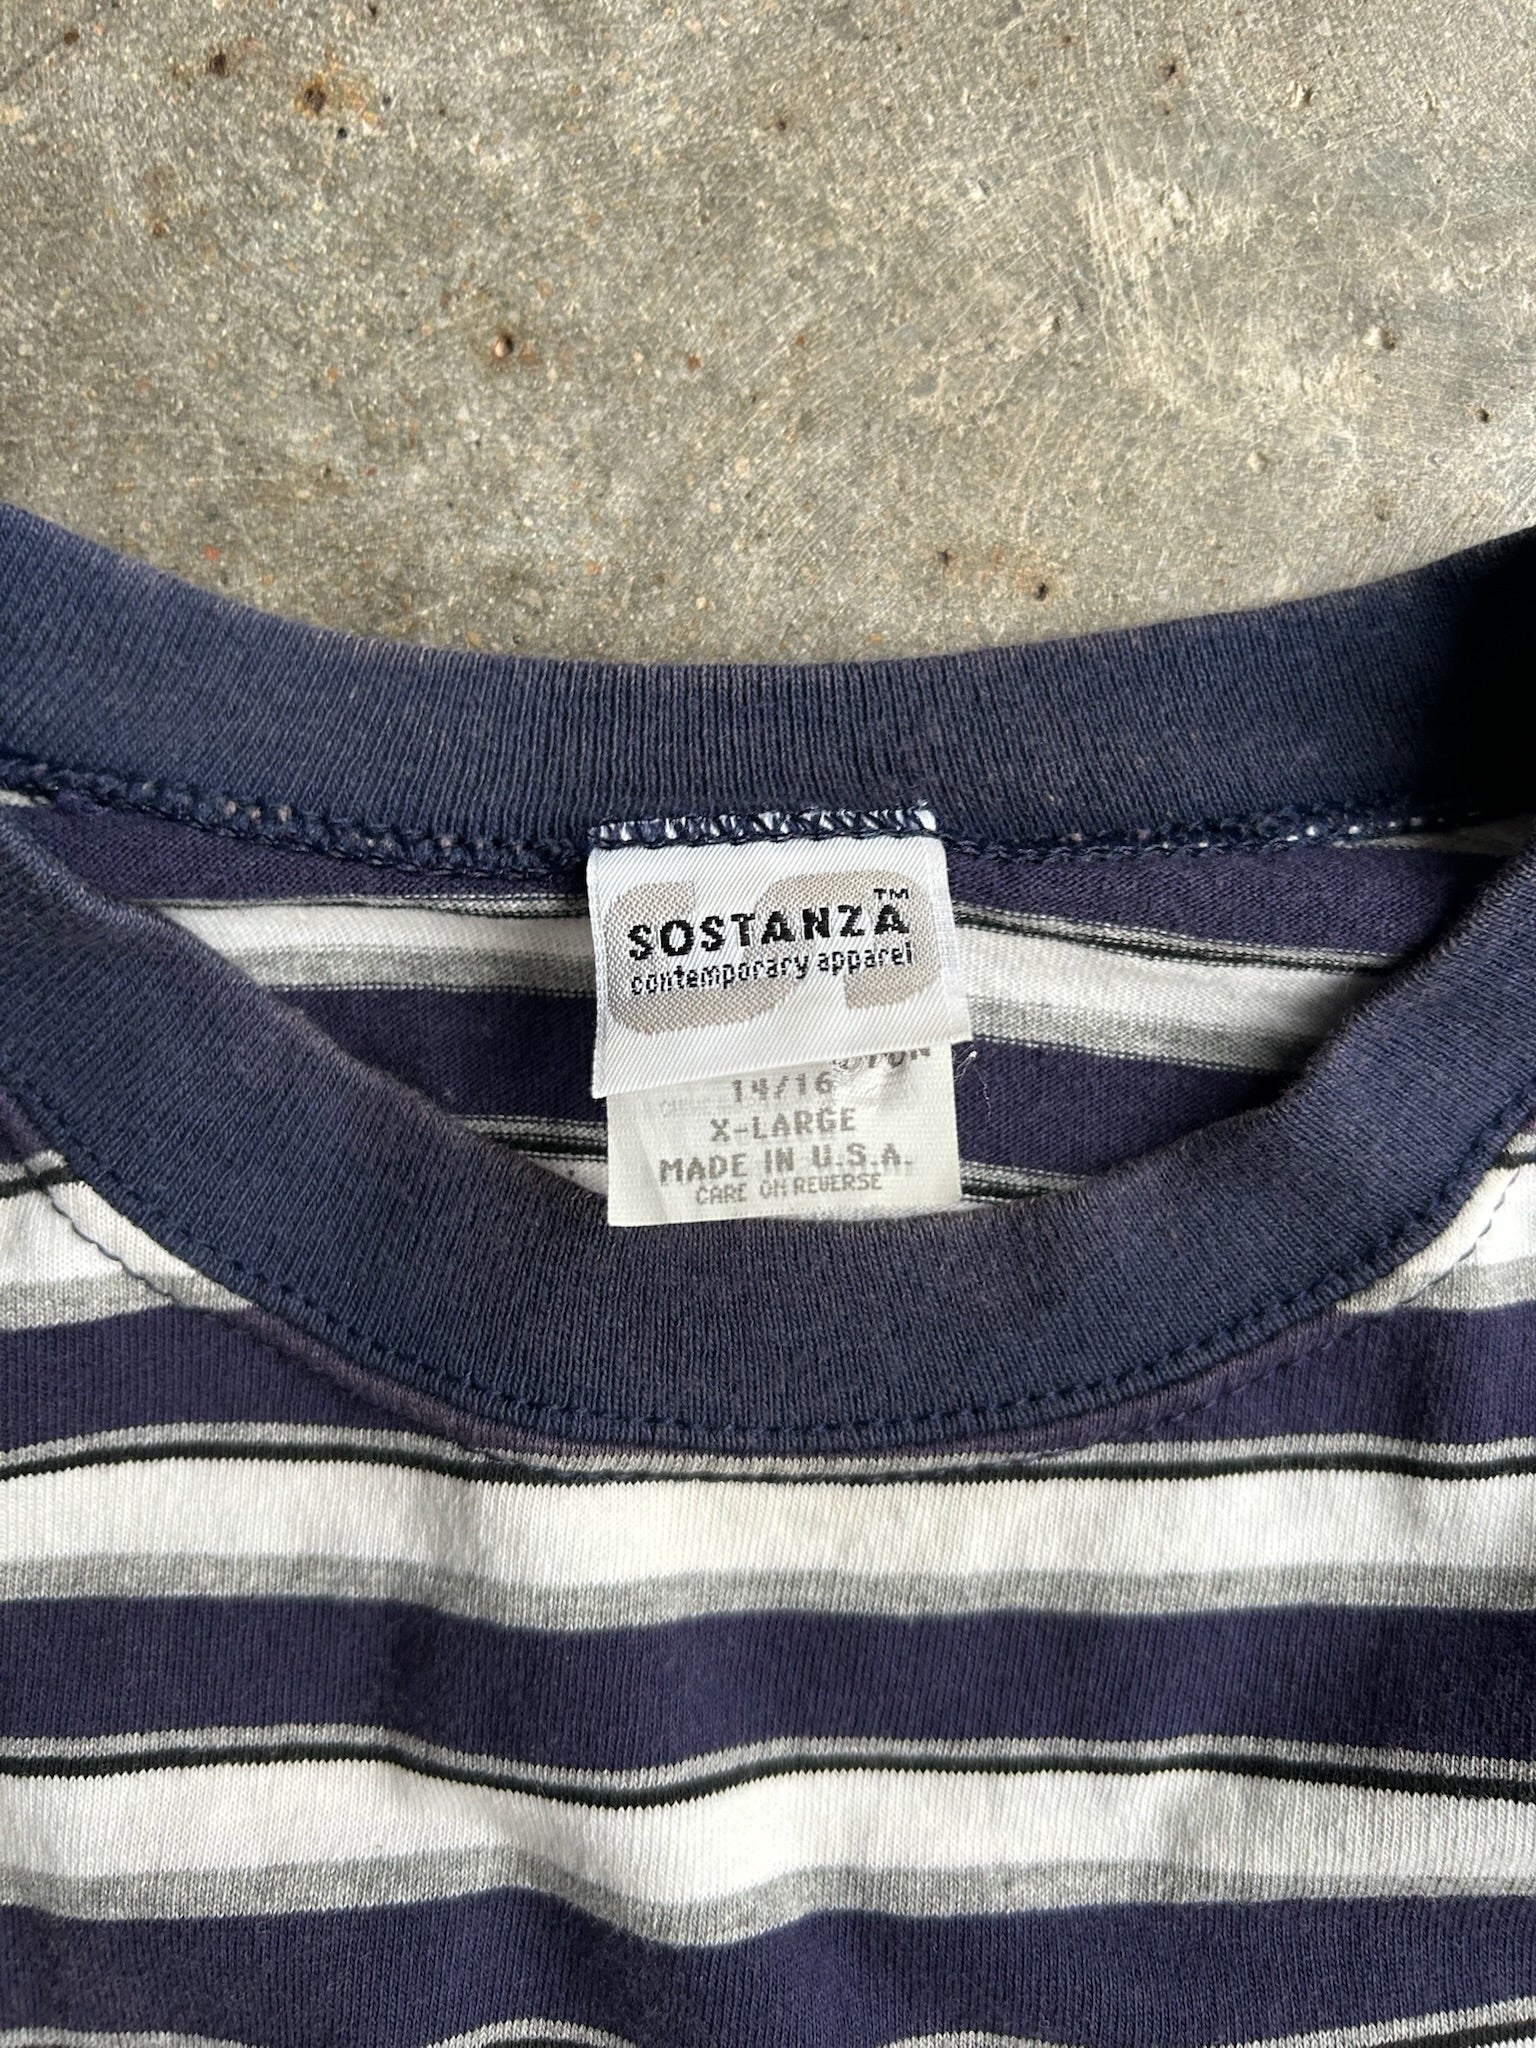 SOSTANZA™
contemporary apparel
14/16
X-LARGE
MADE IN U.S.A.
CARE ON REVERSE